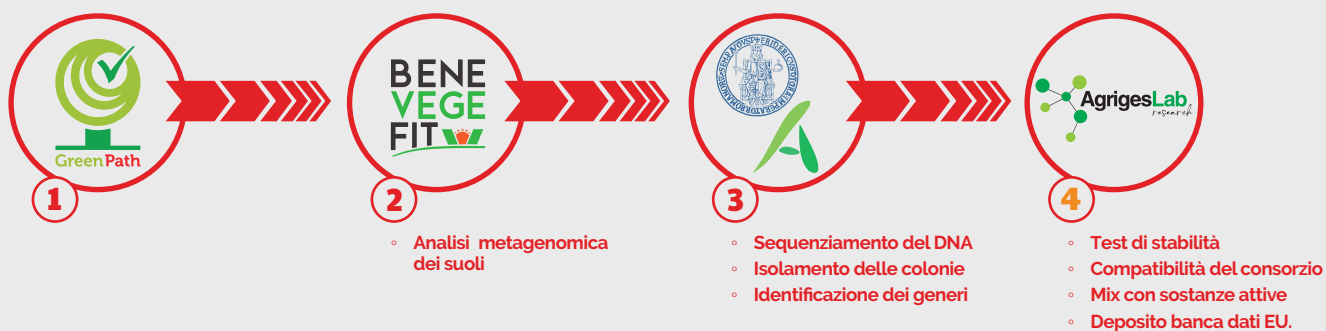 GreenPath
1
BENE
VEGE
FIT
2
Analisi metagenomica
dei suoli
3
Sequenziamento del DNA
Isolamento delle colonie
Identificazione dei generi
AgrigesLab
research
4
Test di stabilità
Compatibilità del consorzio
Mix con sostanze attive
Deposito banca dati EU.